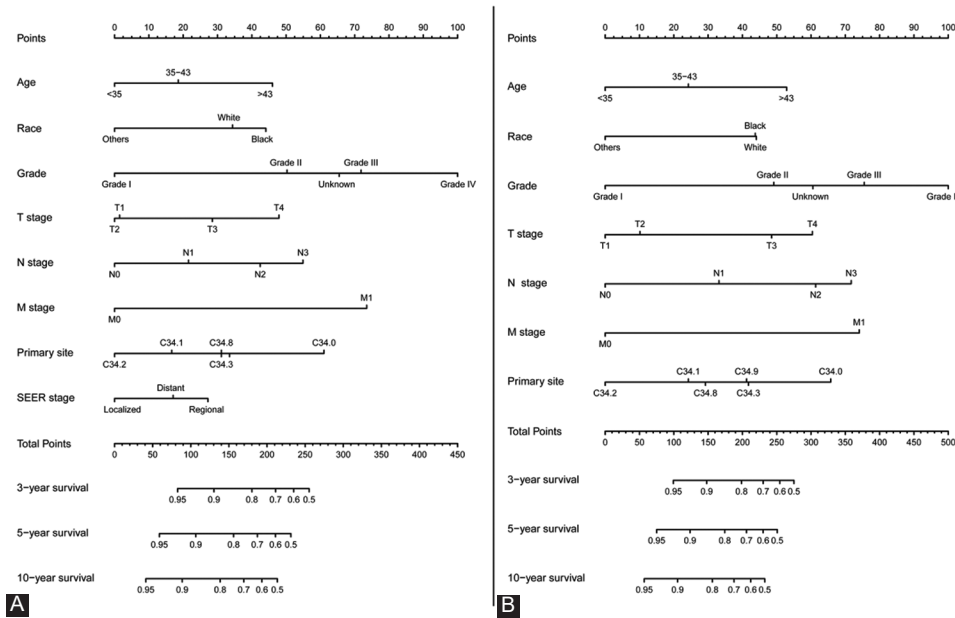 Points
0 10 20 30 40 50 60 70 80 90 100
Age
35−43
<35 >43
Race
White
Others Black
Grade
Grade II Grade III
Grade I Unknown Grade IV
T stage
T1 T4
T2 T3
N stage
N1 N3
N0 N2
M stage
M1
M0
Primary site
C34.1 C34.8 C34.0
C34.2 C34.3
SEER stage
Distant
Localized Regional
Total Points
0 50 100 150 200 250 300 350 400 450
3−year survival
0.95 0.9 0.8 0.7 0.6 0.5
5−year survival
0.95 0.9 0.8 0.7 0.6 0.5
10−year survival
0.95 0.9 0.8 0.7 0.6 0.5
A
Points
0 10 20 30 40 50 60 70 80 90 100
Age
35−43
<35 >43
Race
Black
Others White
Grade
Grade II Grade III
Grade I Unknown Grade I
T stage
T2 T4
T1 T3
N stage
N1 N3
N0 N2
M stage
M1
M0
Primary site
C34.1 C34.9 C34.0
C34.2 C34.8 C34.3
Total Points
0 50 100 150 200 250 300 350 400 450 500
3−year survival
0.95 0.9 0.8 0.7 0.6 0.5
5−year survival
0.95 0.9 0.8 0.7 0.6 0.5
10−year survival
0.95 0.9 0.8 0.7 0.6 0.5
B